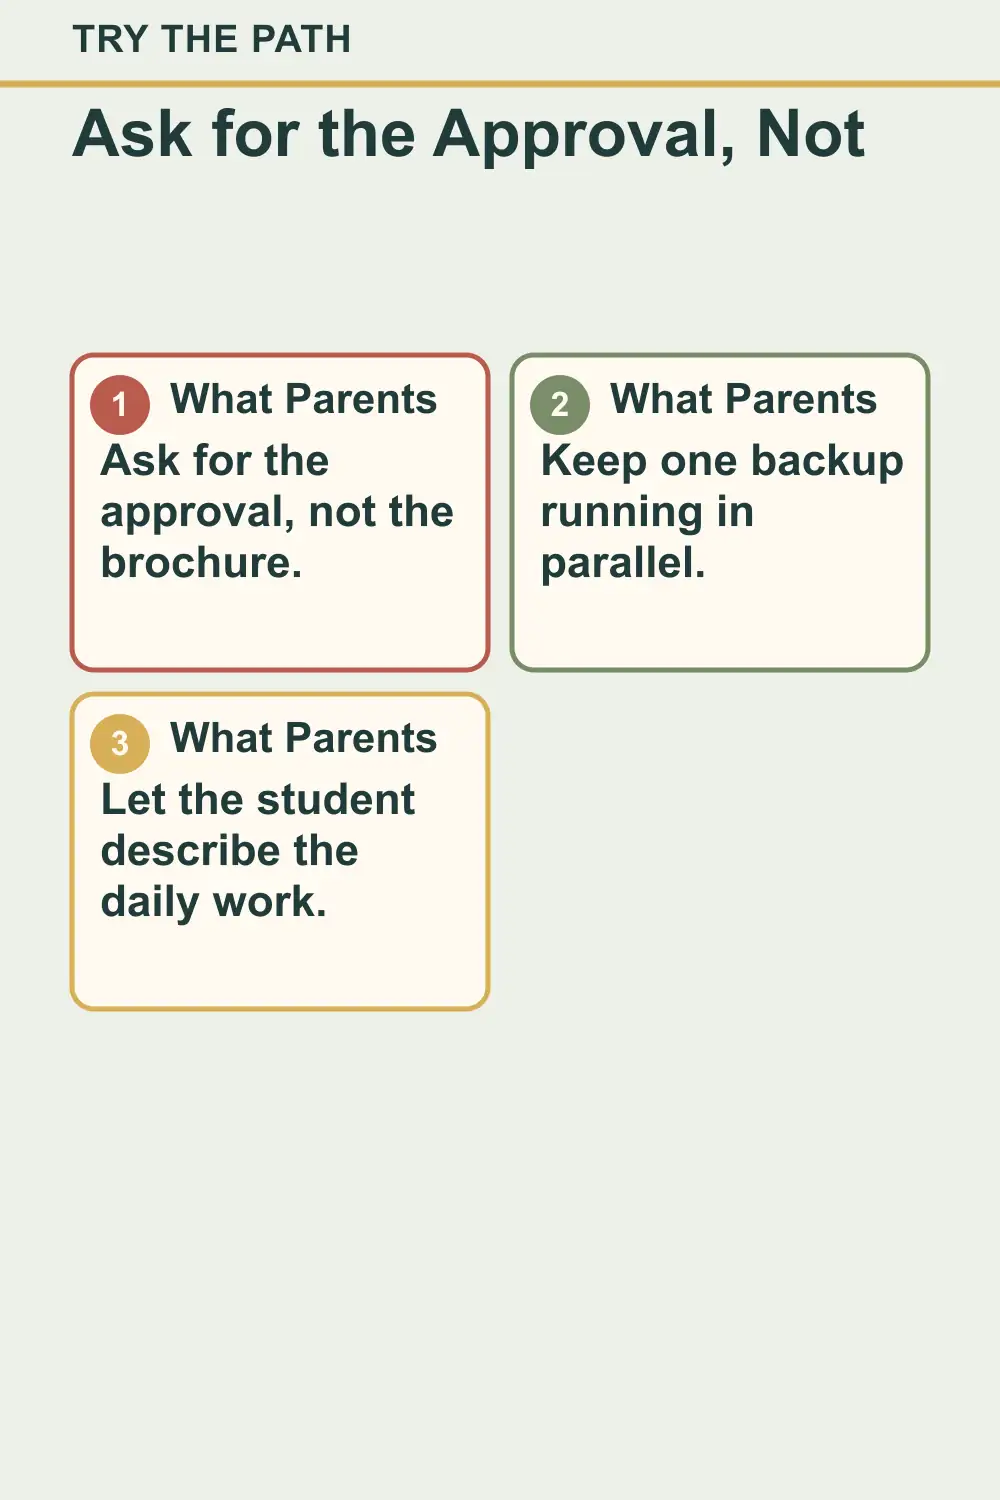 TRY THE PATH
Ask for the Approval, Not
1 What Parents
Ask for the
approval, not the
brochure.
2 What Parents
Keep one backup
running in
parallel.
3 What Parents
Let the student
describe the
daily work.